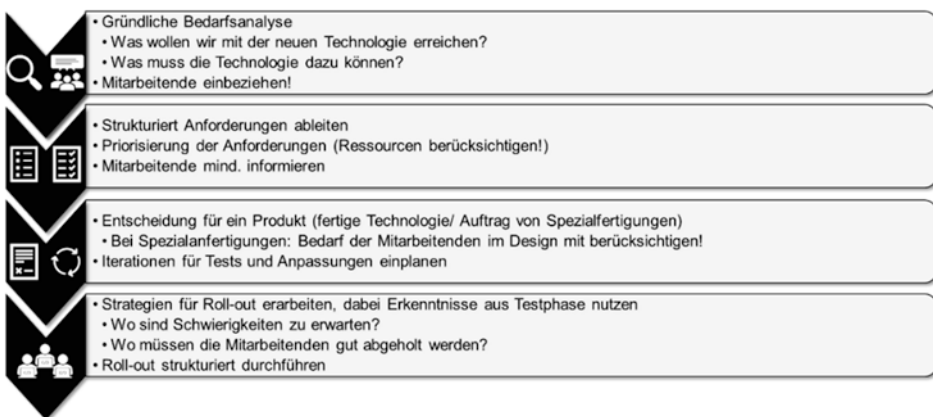 • Gründliche Bedarfsanalyse
• Was wollen wir mit der neuen Technologie erreichen?
• Was muss die Technologie dazu können?
• Mitarbeitende einbeziehen!
• Strukturiert Anforderungen ableiten
• Priorisierung der Anforderungen (Ressourcen berücksichtigen!)
• Mitarbeitende mind. informieren
• Entscheidung für ein Produkt (fertige Technologie/ Auftrag von Spezialfertigungen)
• Bei Spezialanfertigungen: Bedarf der Mitarbeitenden im Design mit berücksichtigen!
• Iterationen für Tests und Anpassungen einplanen
• Strategien für Roll-out erarbeiten, dabei Erkenntnisse aus Testphase nutzen
• Wo sind Schwierigkeiten zu erwarten?
• Wo müssen die Mitarbeitenden gut abgeholt werden?
• Roll-out strukturiert durchführen